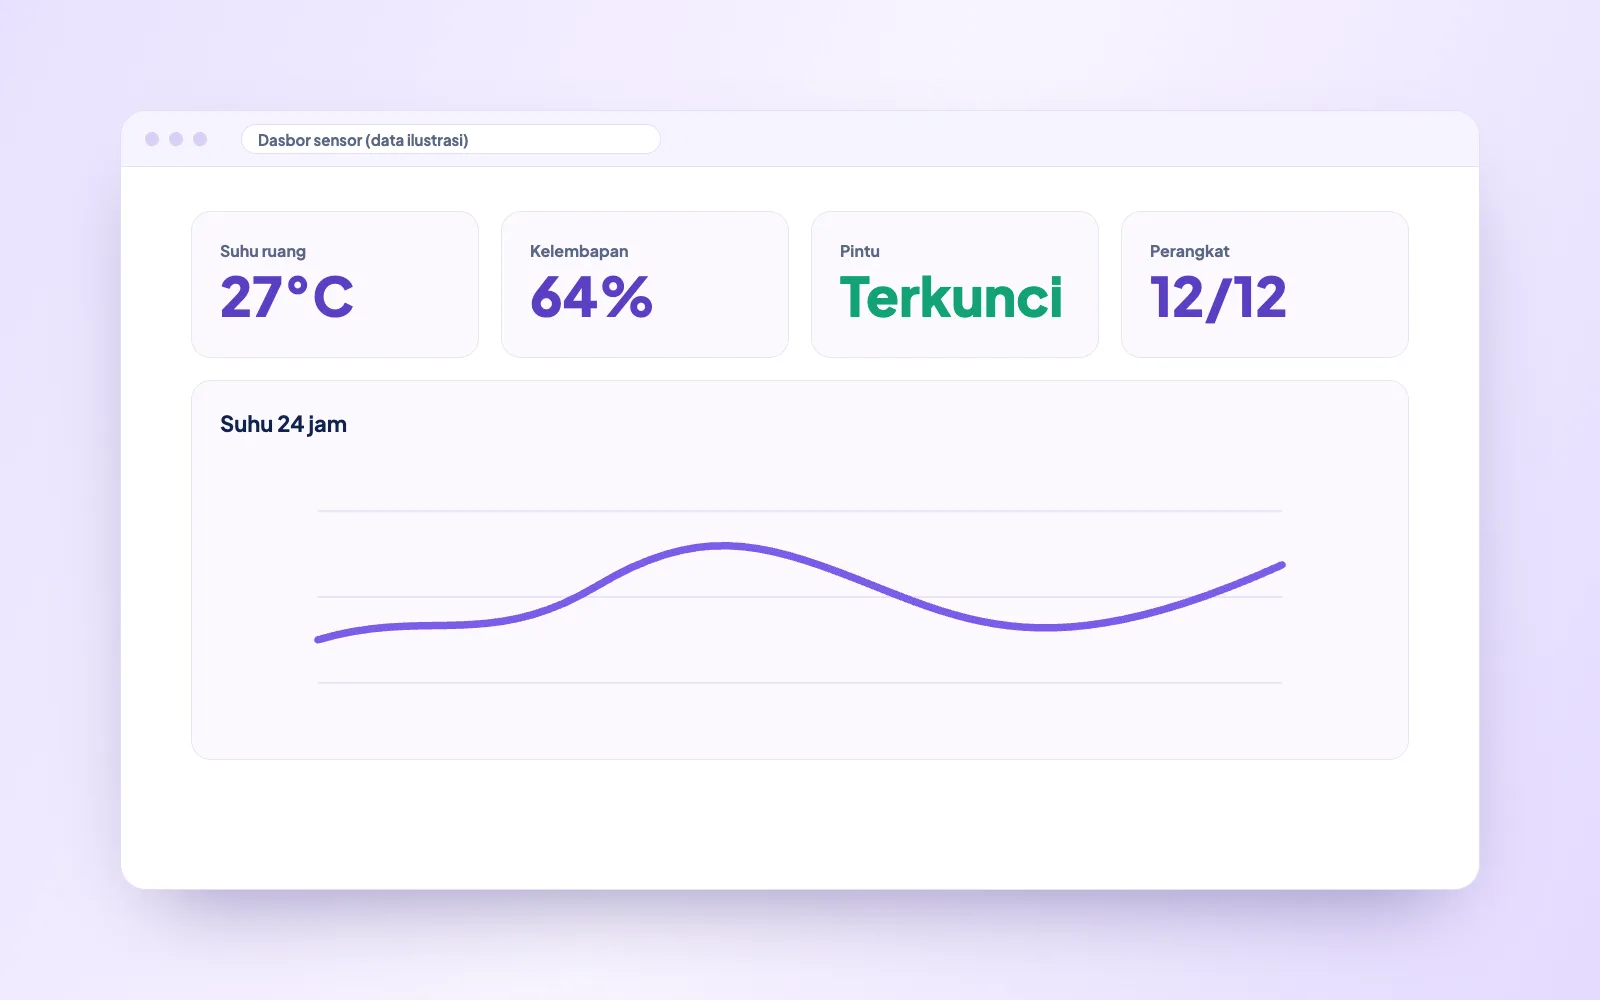 Dasbor sensor (data ilustrasi)
Suhu ruang
27°C
Kelembapan
64%
Pintu
Terkunci
Perangkat
12/12
Suhu 24 jam